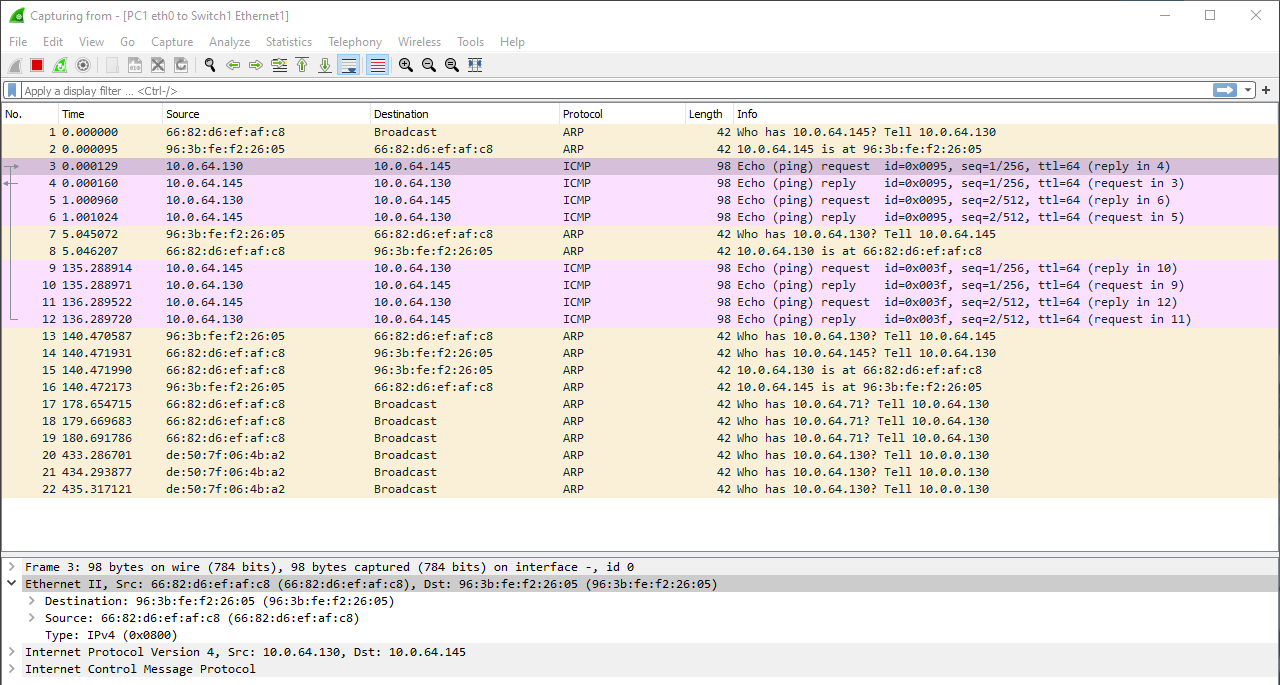 Capturing from - [PC1 eth0 to Switch1 Ethernet1]
File Edit View Go Capture Analyze Statistics Telephony Wireless Tools Help
Apply a display filter ... <Ctrl-/>
No. Time Source Destination Protocol Length Info
1 0.000000 66:82:d6:ef:af:c8 Broadcast ARP 42 Who has 10.0.64.145? Tell 10.0.64.130
2 0.000095 96:3b:fe:f2:26:05 66:82:d6:ef:af:c8 ARP 42 10.0.64.145 is at 96:3b:fe:f2:26:05
3 0.000129 10.0.64.130 10.0.64.145 ICMP 98 Echo (ping) request id=0x0095, seq=1/256, ttl=64 (reply in 4)
4 0.000160 10.0.64.145 10.0.64.130 ICMP 98 Echo (ping) reply id=0x0095, seq=1/256, ttl=64 (request in 3)
5 1.000960 10.0.64.130 10.0.64.145 ICMP 98 Echo (ping) request id=0x0095, seq=2/512, ttl=64 (reply in 6)
6 1.001024 10.0.64.145 10.0.64.130 ICMP 98 Echo (ping) reply id=0x0095, seq=2/512, ttl=64 (request in 5)
7 5.045072 96:3b:fe:f2:26:05 66:82:d6:ef:af:c8 ARP 42 Who has 10.0.64.130? Tell 10.0.64.145
8 5.046207 66:82:d6:ef:af:c8 96:3b:fe:f2:26:05 ARP 42 10.0.64.130 is at 66:82:d6:ef:af:c8
9 135.288914 10.0.64.145 10.0.64.130 ICMP 98 Echo (ping) request id=0x003f, seq=1/256, ttl=64 (reply in 10)
10 135.288971 10.0.64.130 10.0.64.145 ICMP 98 Echo (ping) reply id=0x003f, seq=1/256, ttl=64 (request in 9)
11 136.289522 10.0.64.145 10.0.64.130 ICMP 98 Echo (ping) request id=0x003f, seq=2/512, ttl=64 (reply in 12)
12 136.289720 10.0.64.130 10.0.64.145 ICMP 98 Echo (ping) reply id=0x003f, seq=2/512, ttl=64 (request in 11)
13 140.470587 96:3b:fe:f2:26:05 66:82:d6:ef:af:c8 ARP 42 Who has 10.0.64.130? Tell 10.0.64.145
14 140.471931 66:82:d6:ef:af:c8 96:3b:fe:f2:26:05 ARP 42 Who has 10.0.64.145? Tell 10.0.64.130
15 140.471990 66:82:d6:ef:af:c8 96:3b:fe:f2:26:05 ARP 42 10.0.64.130 is at 66:82:d6:ef:af:c8
16 140.472173 96:3b:fe:f2:26:05 66:82:d6:ef:af:c8 ARP 42 10.0.64.145 is at 96:3b:fe:f2:26:05
17 178.654715 66:82:d6:ef:af:c8 Broadcast ARP 42 Who has 10.0.64.71? Tell 10.0.64.130
18 179.669683 66:82:d6:ef:af:c8 Broadcast ARP 42 Who has 10.0.64.71? Tell 10.0.64.130
19 180.691786 66:82:d6:ef:af:c8 Broadcast ARP 42 Who has 10.0.64.71? Tell 10.0.64.130
20 433.286701 de:50:7f:06:4b:a2 Broadcast ARP 42 Who has 10.0.64.130? Tell 10.0.0.130
21 434.293877 de:50:7f:06:4b:a2 Broadcast ARP 42 Who has 10.0.64.130? Tell 10.0.0.130
22 435.317121 de:50:7f:06:4b:a2 Broadcast ARP 42 Who has 10.0.64.130? Tell 10.0.0.130
Frame 3: 98 bytes on wire (784 bits), 98 bytes captured (784 bits) on interface -, id 0
Ethernet II, Src: 66:82:d6:ef:af:c8 (66:82:d6:ef:af:c8), Dst: 96:3b:fe:f2:26:05 (96:3b:fe:f2:26:05)
Destination: 96:3b:fe:f2:26:05 (96:3b:fe:f2:26:05)
Source: 66:82:d6:ef:af:c8 (66:82:d6:ef:af:c8)
Type: IPv4 (0x0800)
Internet Protocol Version 4, Src: 10.0.64.130, Dst: 10.0.64.145
Internet Control Message Protocol